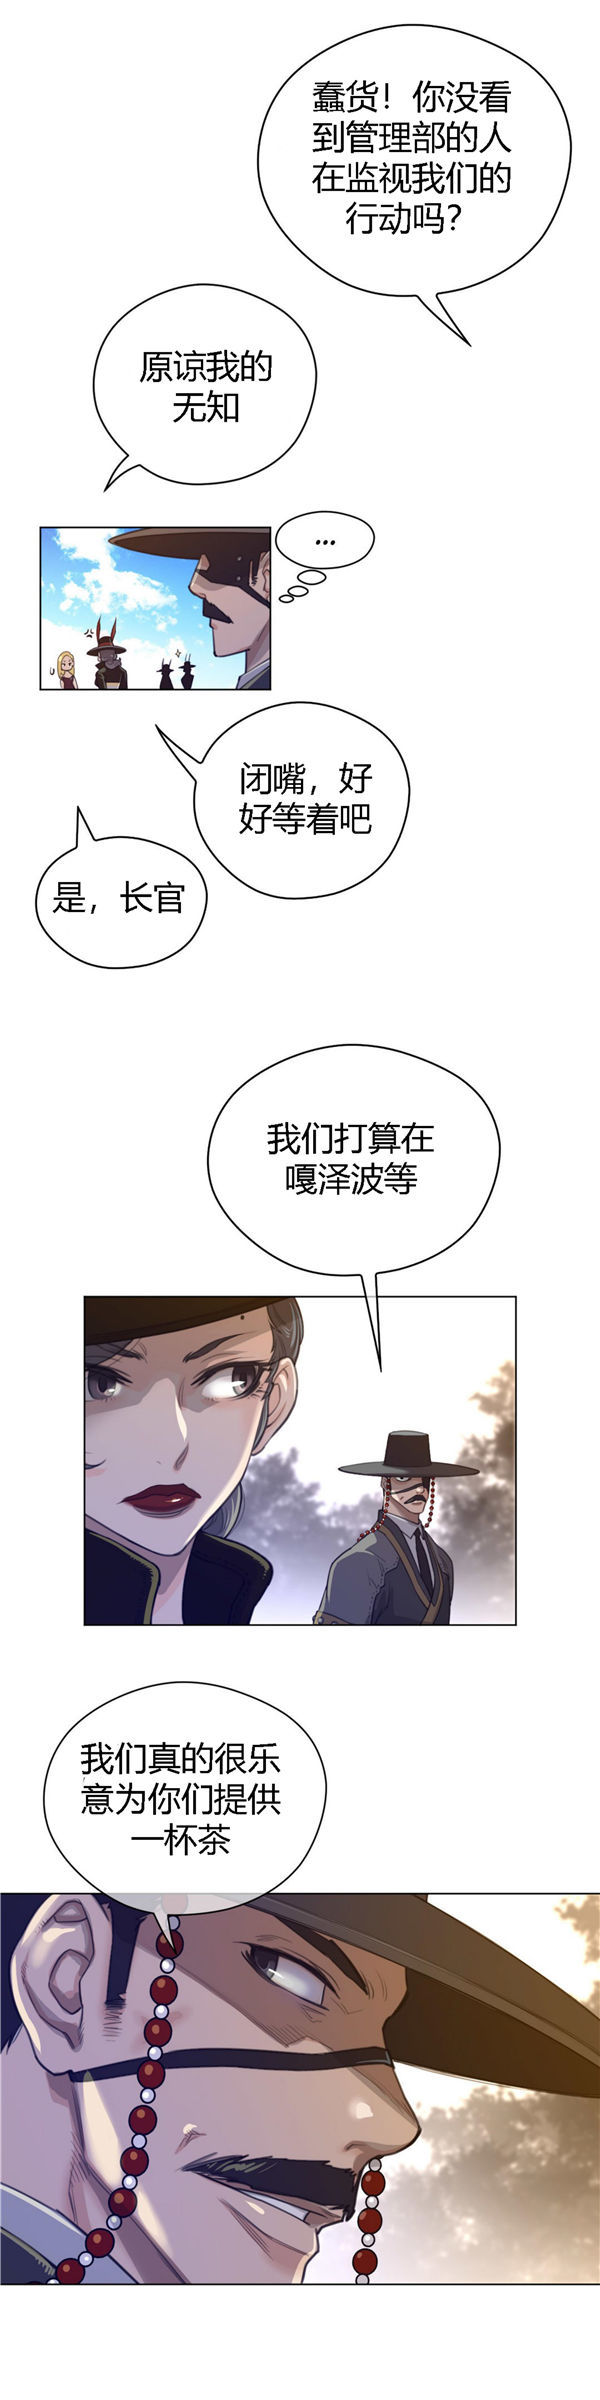 蠢货！你没看
到管理部的人
在监视我们的
行动吗？
原谅我的
无知
...
闭嘴，好
好等着吧
是，长官
我们打算在
嘎泽波等
我们真的很乐
意为你们提供
一杯茶